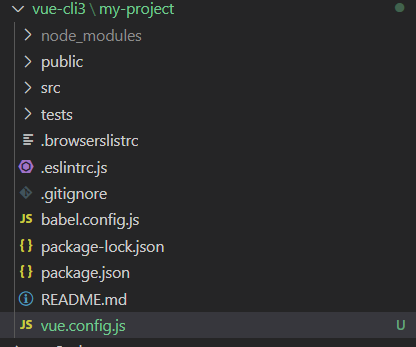 vue-cli3 \ my-project
node_modules
public
src
tests
.browserslistrc
.eslintrc.js
.gitignore
JS babel.config.js
{ } package-lock.json
{ } package.json
README.md
JS vue.config.js U